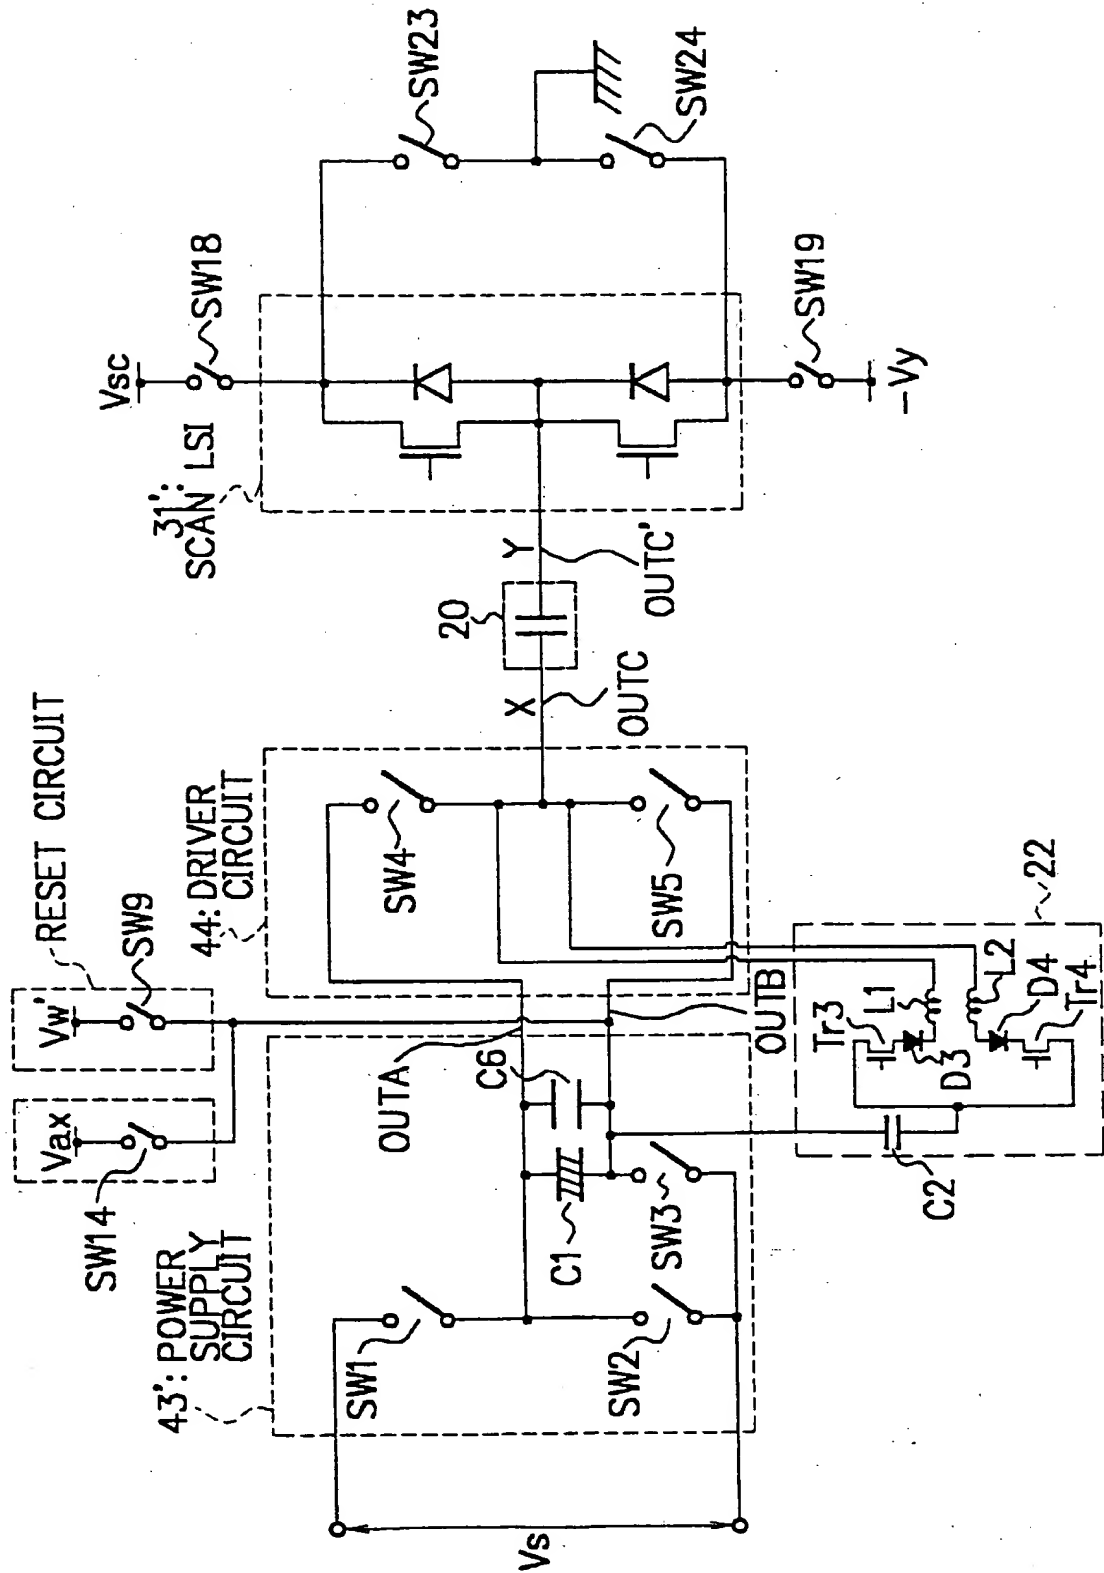 43': POWER
SUPPLY
CIRCUIT
Vs
SW1
SW2
SW3
C1
C6
OUTA
OUTB
Vax
SW14
Vw'
SW9
RESET CIRCUIT
44: DRIVER
CIRCUIT
SW4
SW5
C2
Tr3
L1
D3
L2
D4
Tr4
22
X
OUTC
20
Y
OUTC'
31':
SCAN LSI
Vsc
SW18
SW19
-Vy
SW23
SW24